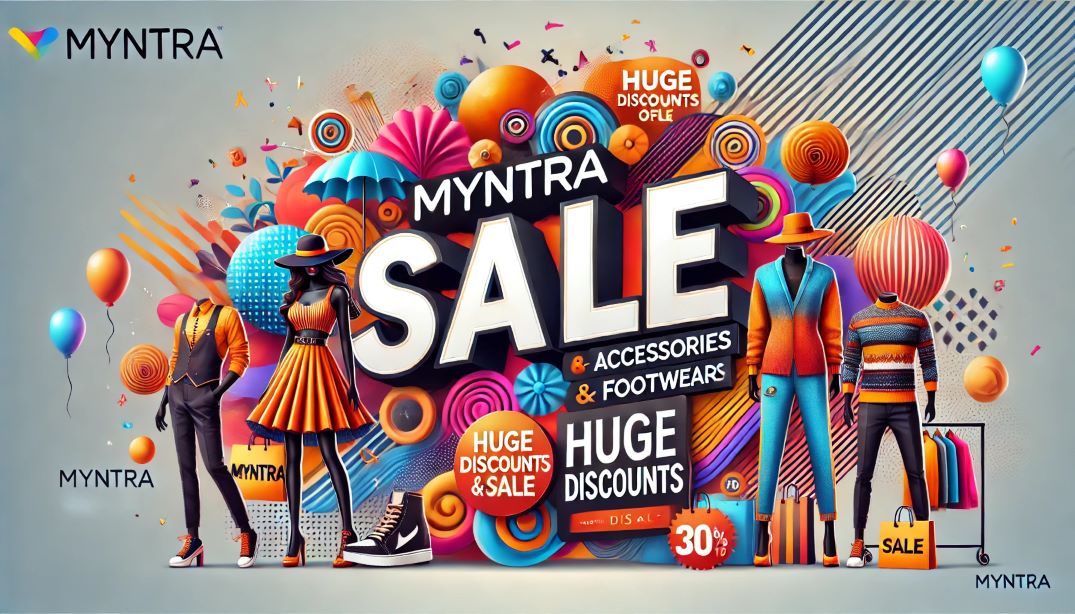 MYNTRA
HUGE
DISCOUNTS
OFLE
MYNTRA
SALE
& ACCESSORIES
& FOOTWEARS
HUGE
DISCOUNTS
& SALE
HUGE
DISCOUNTS
MYNTRA
MYNTRA
30%
SALE
MYNTRA